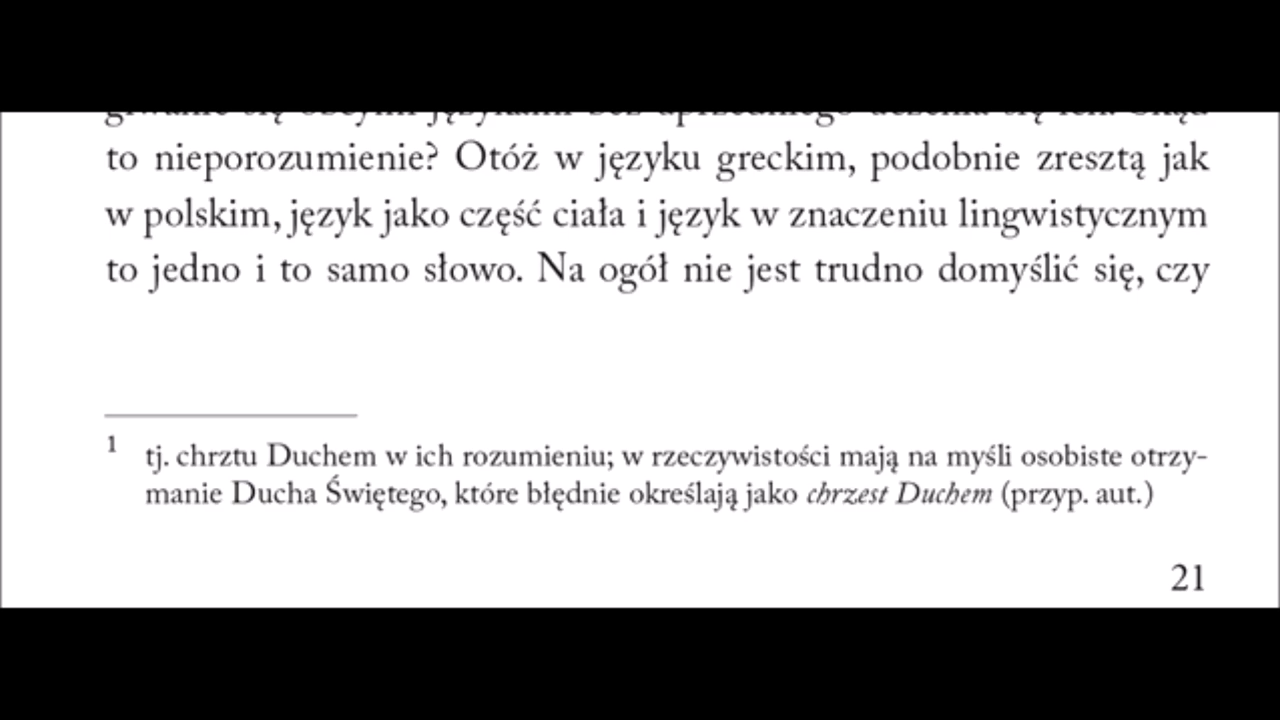 to nieporozumienie? Otóż w języku greckim, podobnie zresztą jak
w polskim, język jako część ciała i język w znaczeniu lingwistycznym
to jedno i to samo słowo. Na ogół nie jest trudno domyślić się, czy
1 tj. chrztu Duchem w ich rozumieniu; w rzeczywistości mają na myśli osobiste otrzy-
manie Ducha Świętego, które błędnie określają jako chrzest Duchem (przyp. aut.)
21